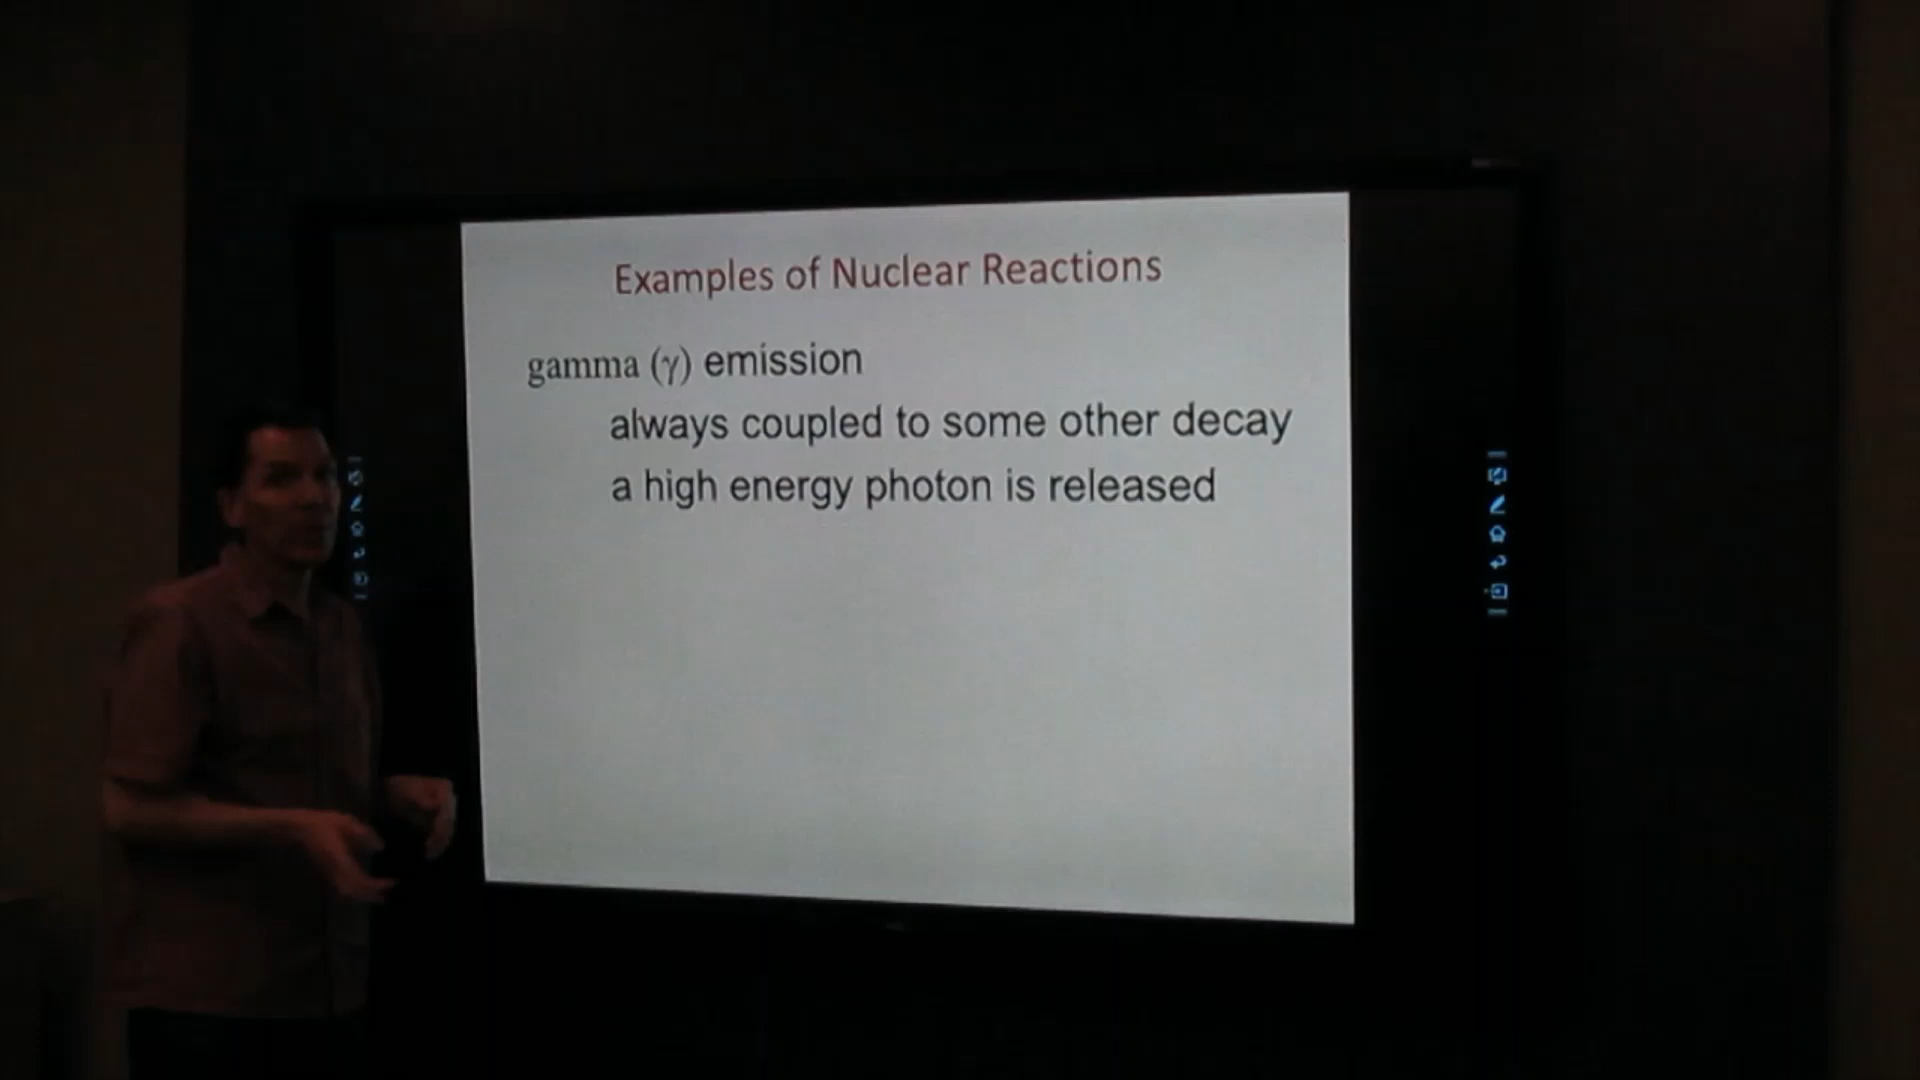 Examples of Nuclear Reactions
gamma (γ) emission
always coupled to some other decay
a high energy photon is released